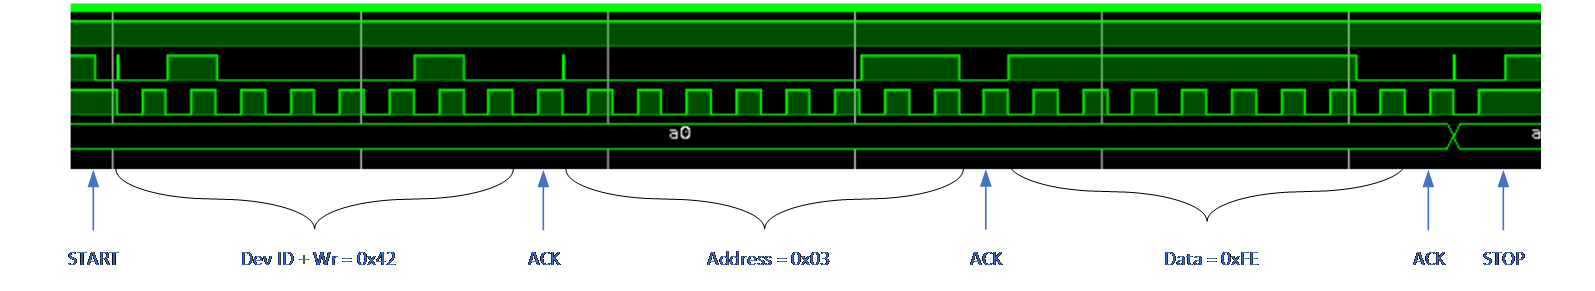 a0
a
START
Dev ID + Wr = 0x42
ACK
Address = 0x03
ACK
Data = 0xFE
ACK
STOP